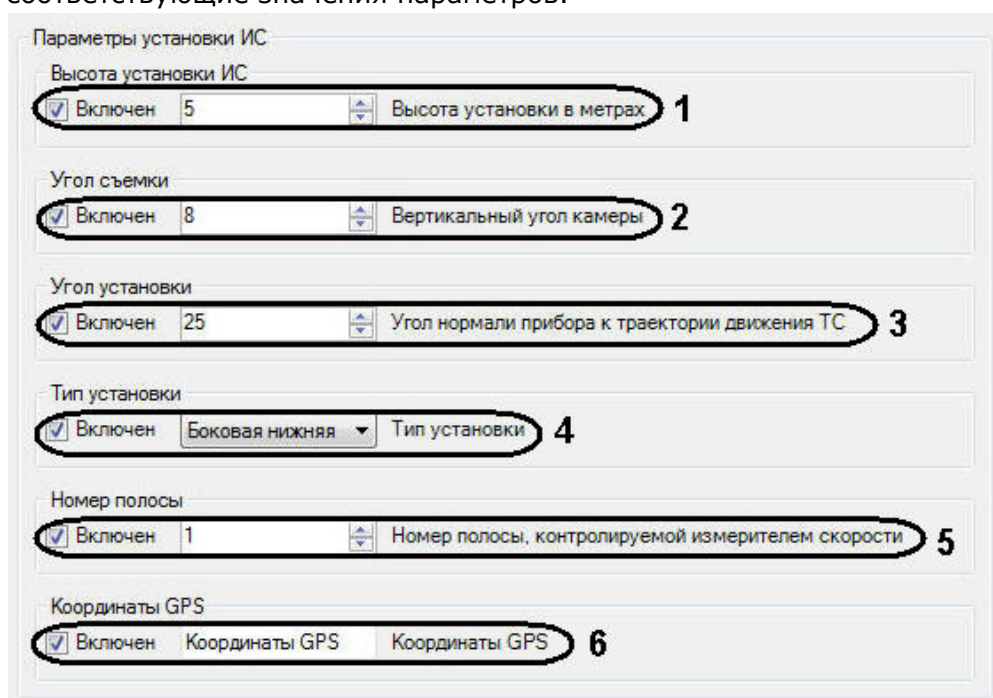 соответствующие значения параметров.
Параметры установки ИС
Высота установки ИС
Включен 5 Высота установки в метрах 1
Угол съемки
Включен 8 Вертикальный угол камеры 2
Угол установки
Включен 25 Угол нормали прибора к траектории движения ТС 3
Тип установки
Включен Боковая нижняя Тип установки 4
Номер полосы
Включен 1 Номер полосы, контролируемой измерителем скорости 5
Координаты GPS
Включен Координаты GPS Координаты GPS 6